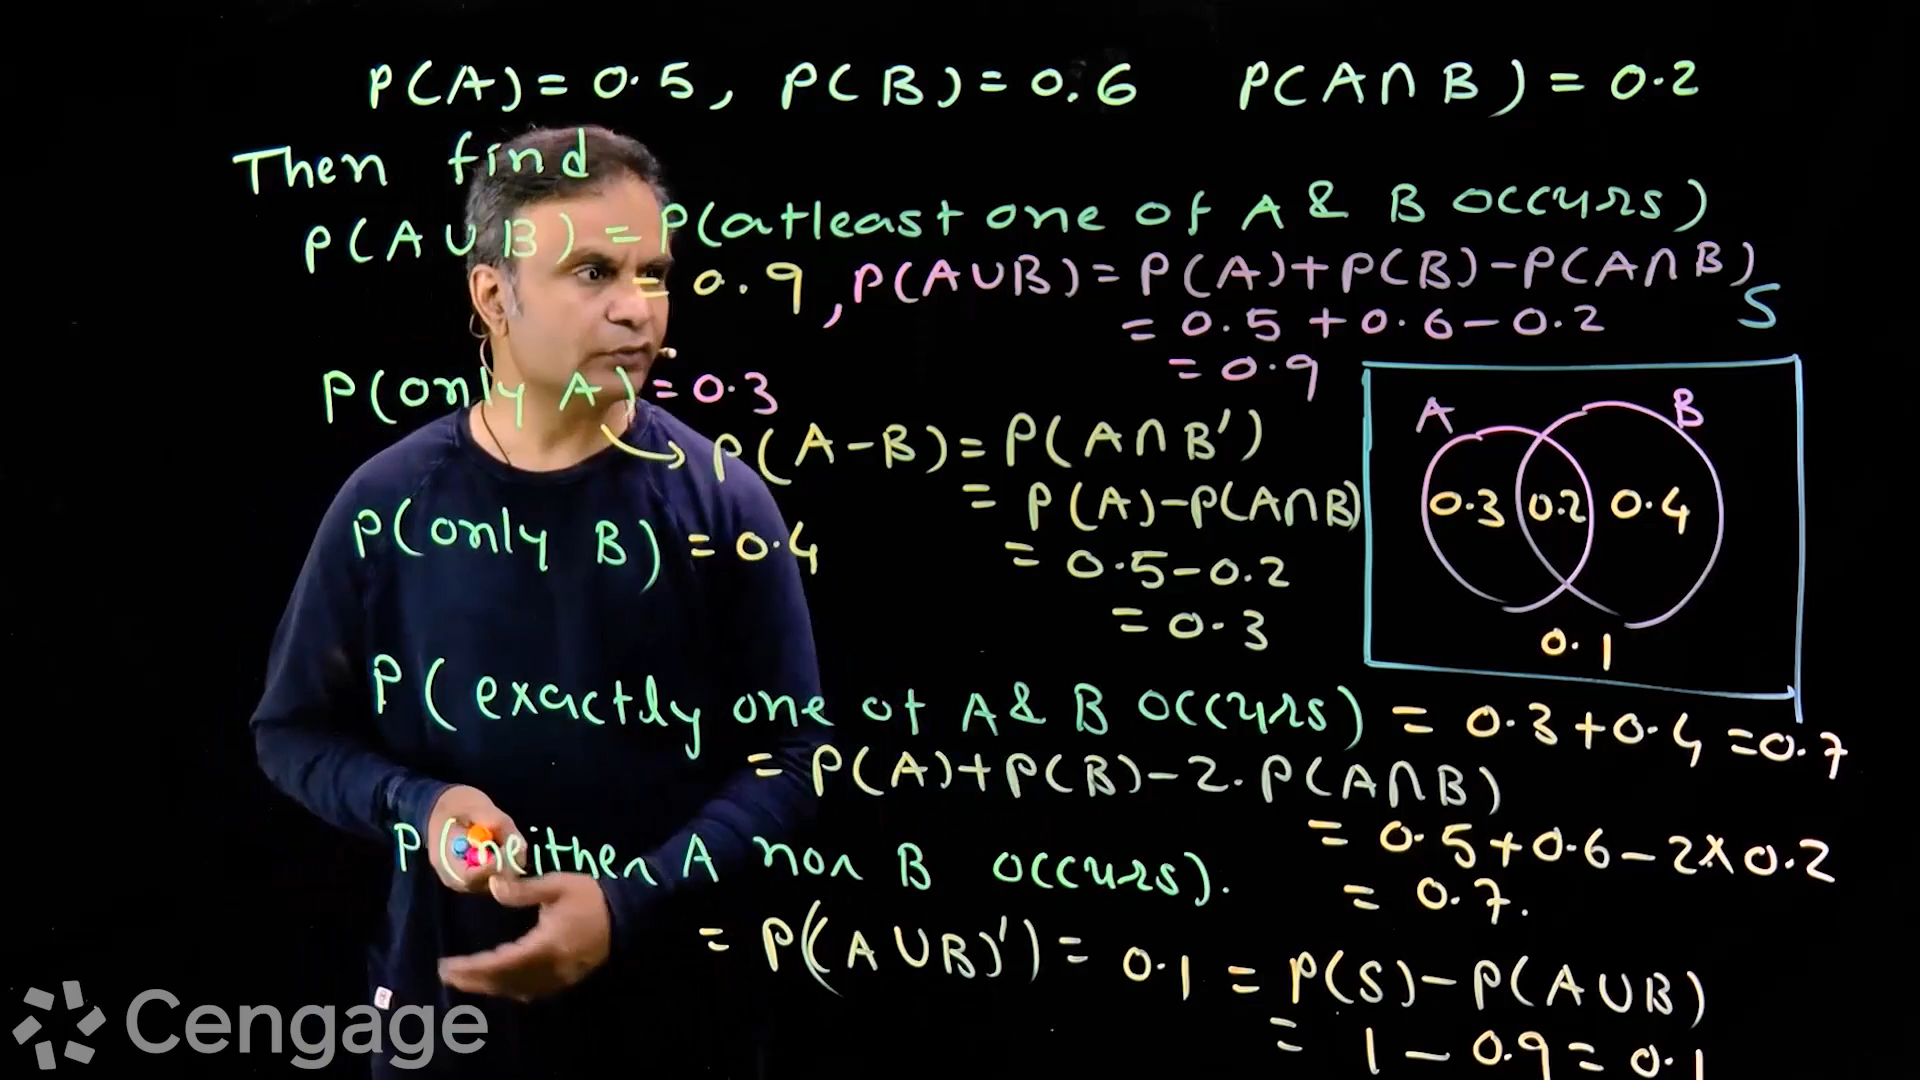 P(A) = 0.5, P(B) = 0.6 P(A∩B) = 0.2
Then find
P(A∪B) = P(atleast one of A & B occurs)
= 0.9, P(A∪B) = P(A)+P(B)-P(A∩B)
= 0.5 + 0.6 - 0.2
= 0.9
S
P(only A) = 0.3
P(A-B) = P(A∩B')
= P(A)-P(A∩B)
= 0.5-0.2
= 0.3
P(only B) = 0.4
A B
0.3 0.2 0.4
0.1
P(exactly one of A & B occurs) = 0.3+0.4 = 0.7
= P(A)+P(B)-2.P(A∩B)
= 0.5+0.6-2×0.2
= 0.7.
P(neither A nor B occurs).
= P((A∪B)') = 0.1 = P(S)-P(A∪B)
= 1-0.9 = 0.1
Cengage